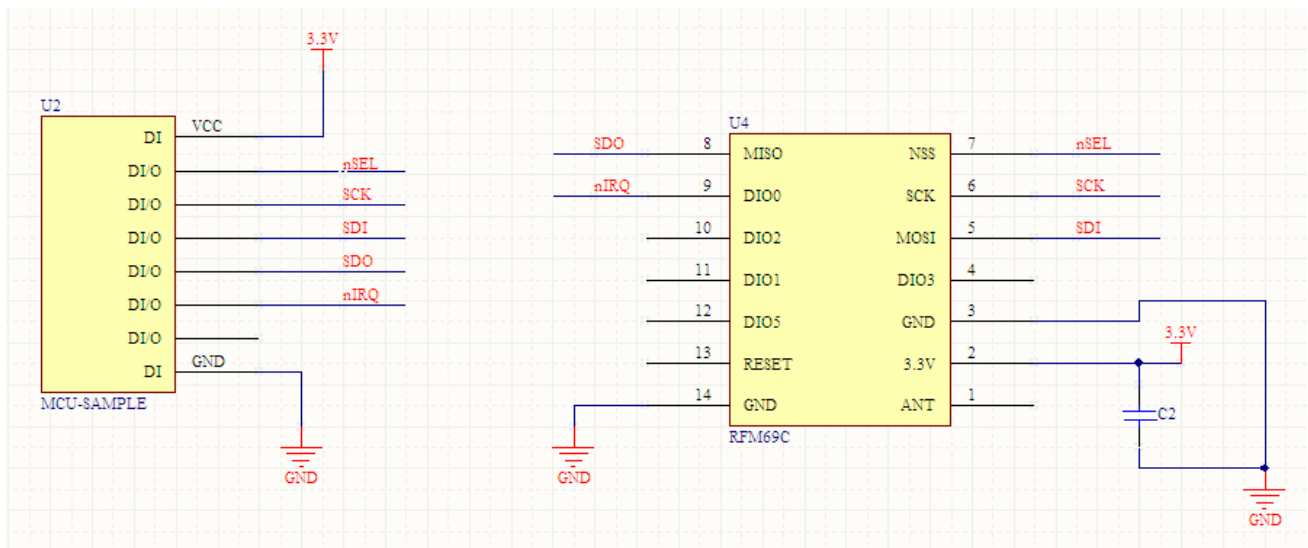 3.3V
U2
DI VCC
DI/O nSEL
DI/O SCK
DI/O SDI
DI/O SDO
DI/O nIRQ
DI/O
DI GND
MCU-SAMPLE
GND
U4
SDO 8 MISO NSS 7 nSEL
nIRQ 9 DIO0 SCK 6 SCK
10 DIO2 MOSI 5 SDI
11 DIO1 DIO3 4
12 DIO5 GND 3
13 RESET 3.3V 2 3.3V
14 GND ANT 1
RFM69C
C2
GND
GND